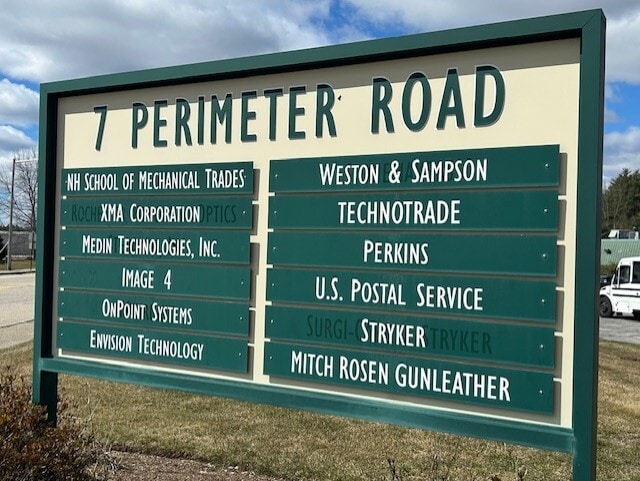 7 PERIMETER ROAD
NH SCHOOL OF MECHANICAL TRADES
XMA CORPORATION
MEDIN TECHNOLOGIES, INC.
IMAGE 4
ONPOINT SYSTEMS
ENVISION TECHNOLOGY
WESTON & SAMPSON
TECHNOTRADE
PERKINS
U.S. POSTAL SERVICE
STRYKER
MITCH ROSEN GUNLEATHER